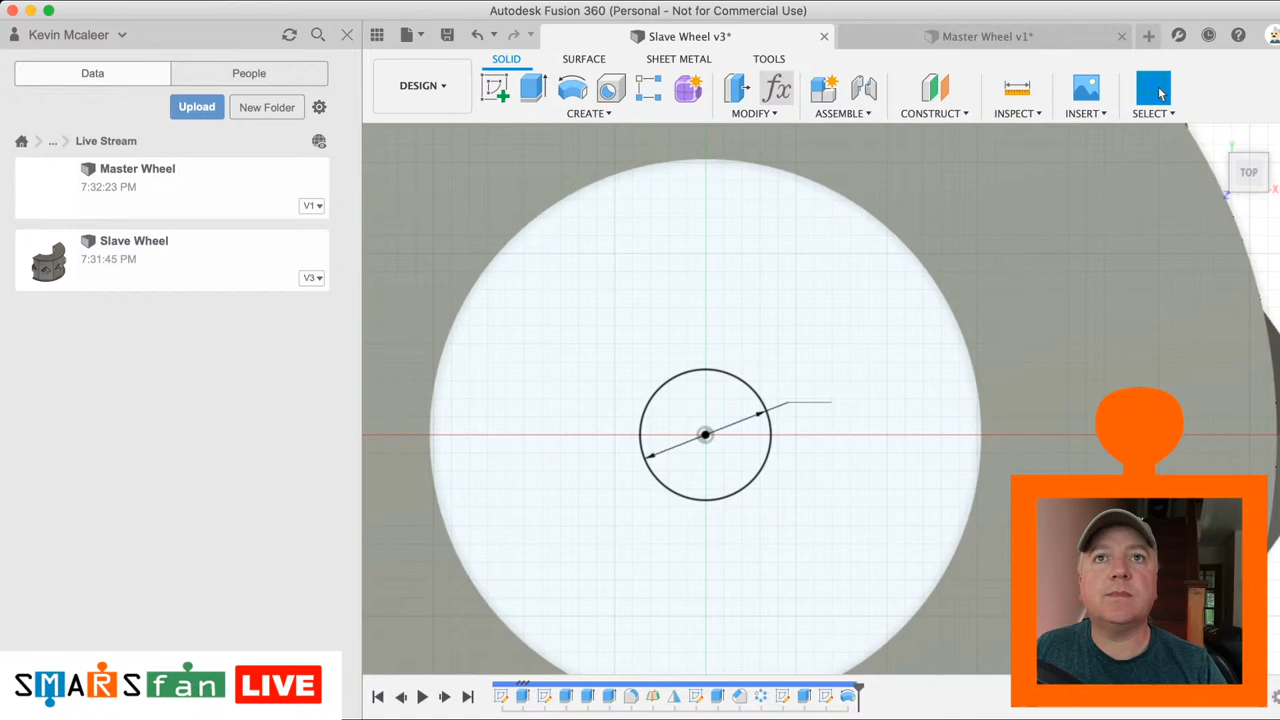 Autodesk Fusion 360 (Personal - Not for Commercial Use)
Kevin Mcaleer
Slave Wheel v3*
Master Wheel v1*
Data
People
SOLID
SURFACE
SHEET METAL
TOOLS
Upload
New Folder
DESIGN
fx
CREATE
MODIFY
ASSEMBLE
CONSTRUCT
INSPECT
INSERT
SELECT
...
Live Stream
Master Wheel
7:32:23 PM
V1
Slave Wheel
7:31:45 PM
V3
Y
TOP
X
Z
SMARSfan LIVE